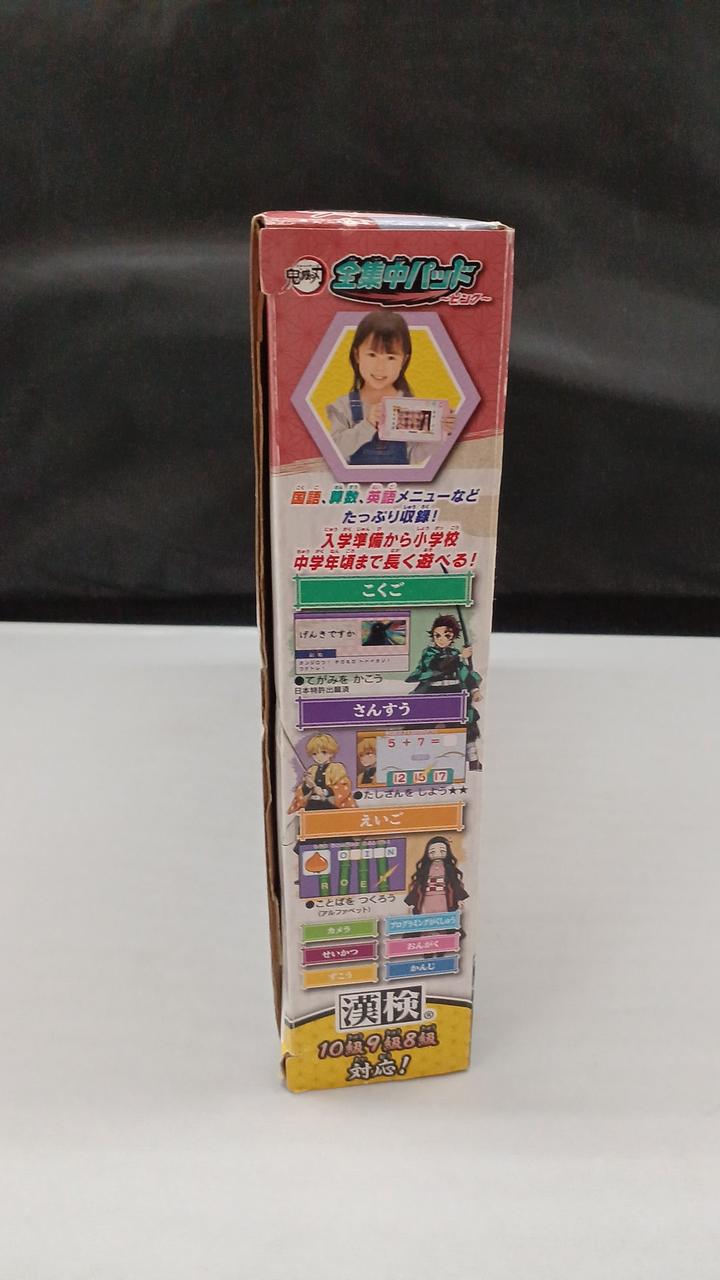 鬼滅の刃
全集中パッド
～ピンク～
国語、算数、英語メニューなど
たっぷり収録！
入学準備から小学校
中学年頃まで長く遊べる！
こくご
げんきですか
●てがみを かこう
日本特許出願済
さんすう
5 + 7 =
12 15 17
●たしざんを しよう★★
えいご
O I N
R O E
●ことばを つくろう
(アルファベット)
カメラ プログラミングがくしゅう
せいかつ おんがく
ずこう かんじ
漢検®
10級9級8級
対応！